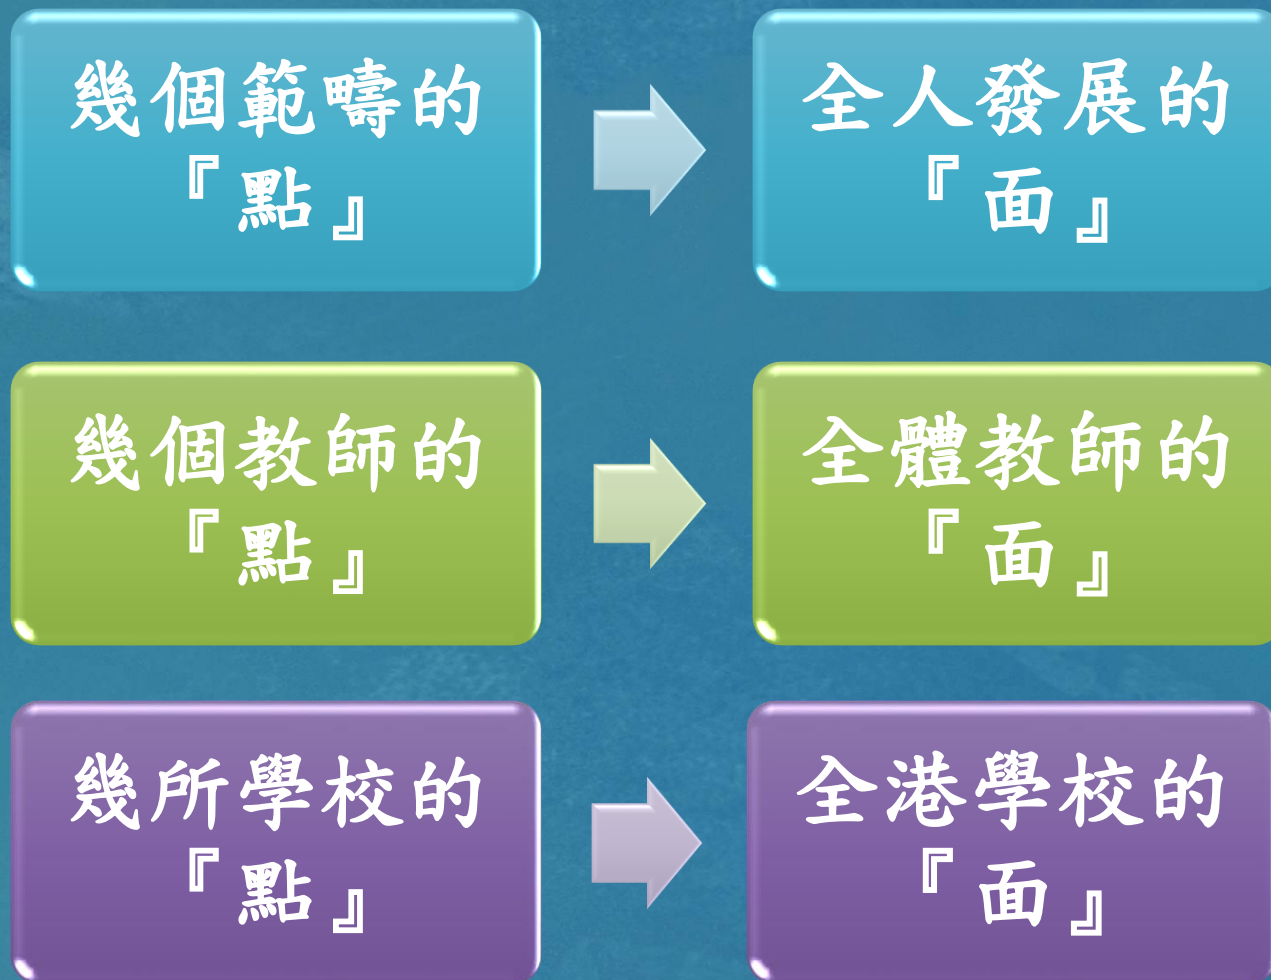 幾個範疇的
『點』
全人發展的
『面』
幾個教師的
『點』
全體教師的
『面』
幾所學校的
『點』
全港學校的
『面』